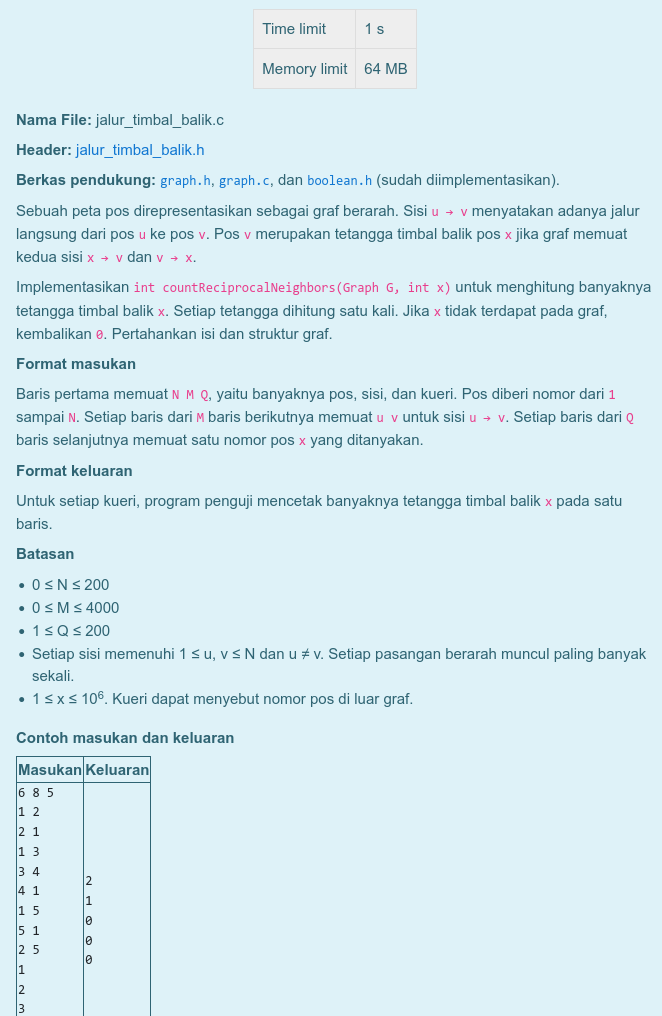 Time limit 1 s
Memory limit 64 MB
Nama File: jalur_timbal_balik.c
Header: jalur_timbal_balik.h
Berkas pendukung: graph.h, graph.c, dan boolean.h (sudah diimplementasikan).
Sebuah peta pos direpresentasikan sebagai graf berarah. Sisi u → v menyatakan adanya jalur
langsung dari pos u ke pos v. Pos v merupakan tetangga timbal balik pos x jika graf memuat
kedua sisi x → v dan v → x.
Implementasikan int countReciprocalNeighbors(Graph G, int x) untuk menghitung banyaknya
tetangga timbal balik x. Setiap tetangga dihitung satu kali. Jika x tidak terdapat pada graf,
kembalikan 0. Pertahankan isi dan struktur graf.
Format masukan
Baris pertama memuat N M Q, yaitu banyaknya pos, sisi, dan kueri. Pos diberi nomor dari 1
sampai N. Setiap baris dari M baris berikutnya memuat u v untuk sisi u → v. Setiap baris dari Q
baris selanjutnya memuat satu nomor pos x yang ditanyakan.
Format keluaran
Untuk setiap kueri, program penguji mencetak banyaknya tetangga timbal balik x pada satu
baris.
Batasan
• 0 ≤ N ≤ 200
• 0 ≤ M ≤ 4000
• 1 ≤ Q ≤ 200
• Setiap sisi memenuhi 1 ≤ u, v ≤ N dan u ≠ v. Setiap pasangan berarah muncul paling banyak
sekali.
• 1 ≤ x ≤ 10⁶. Kueri dapat menyebut nomor pos di luar graf.
Contoh masukan dan keluaran
Masukan Keluaran
6 8 5
1 2
2 1
1 3
3 4
4 1
1 5
5 1
2 5
1
2
3
2
1
0
0
0